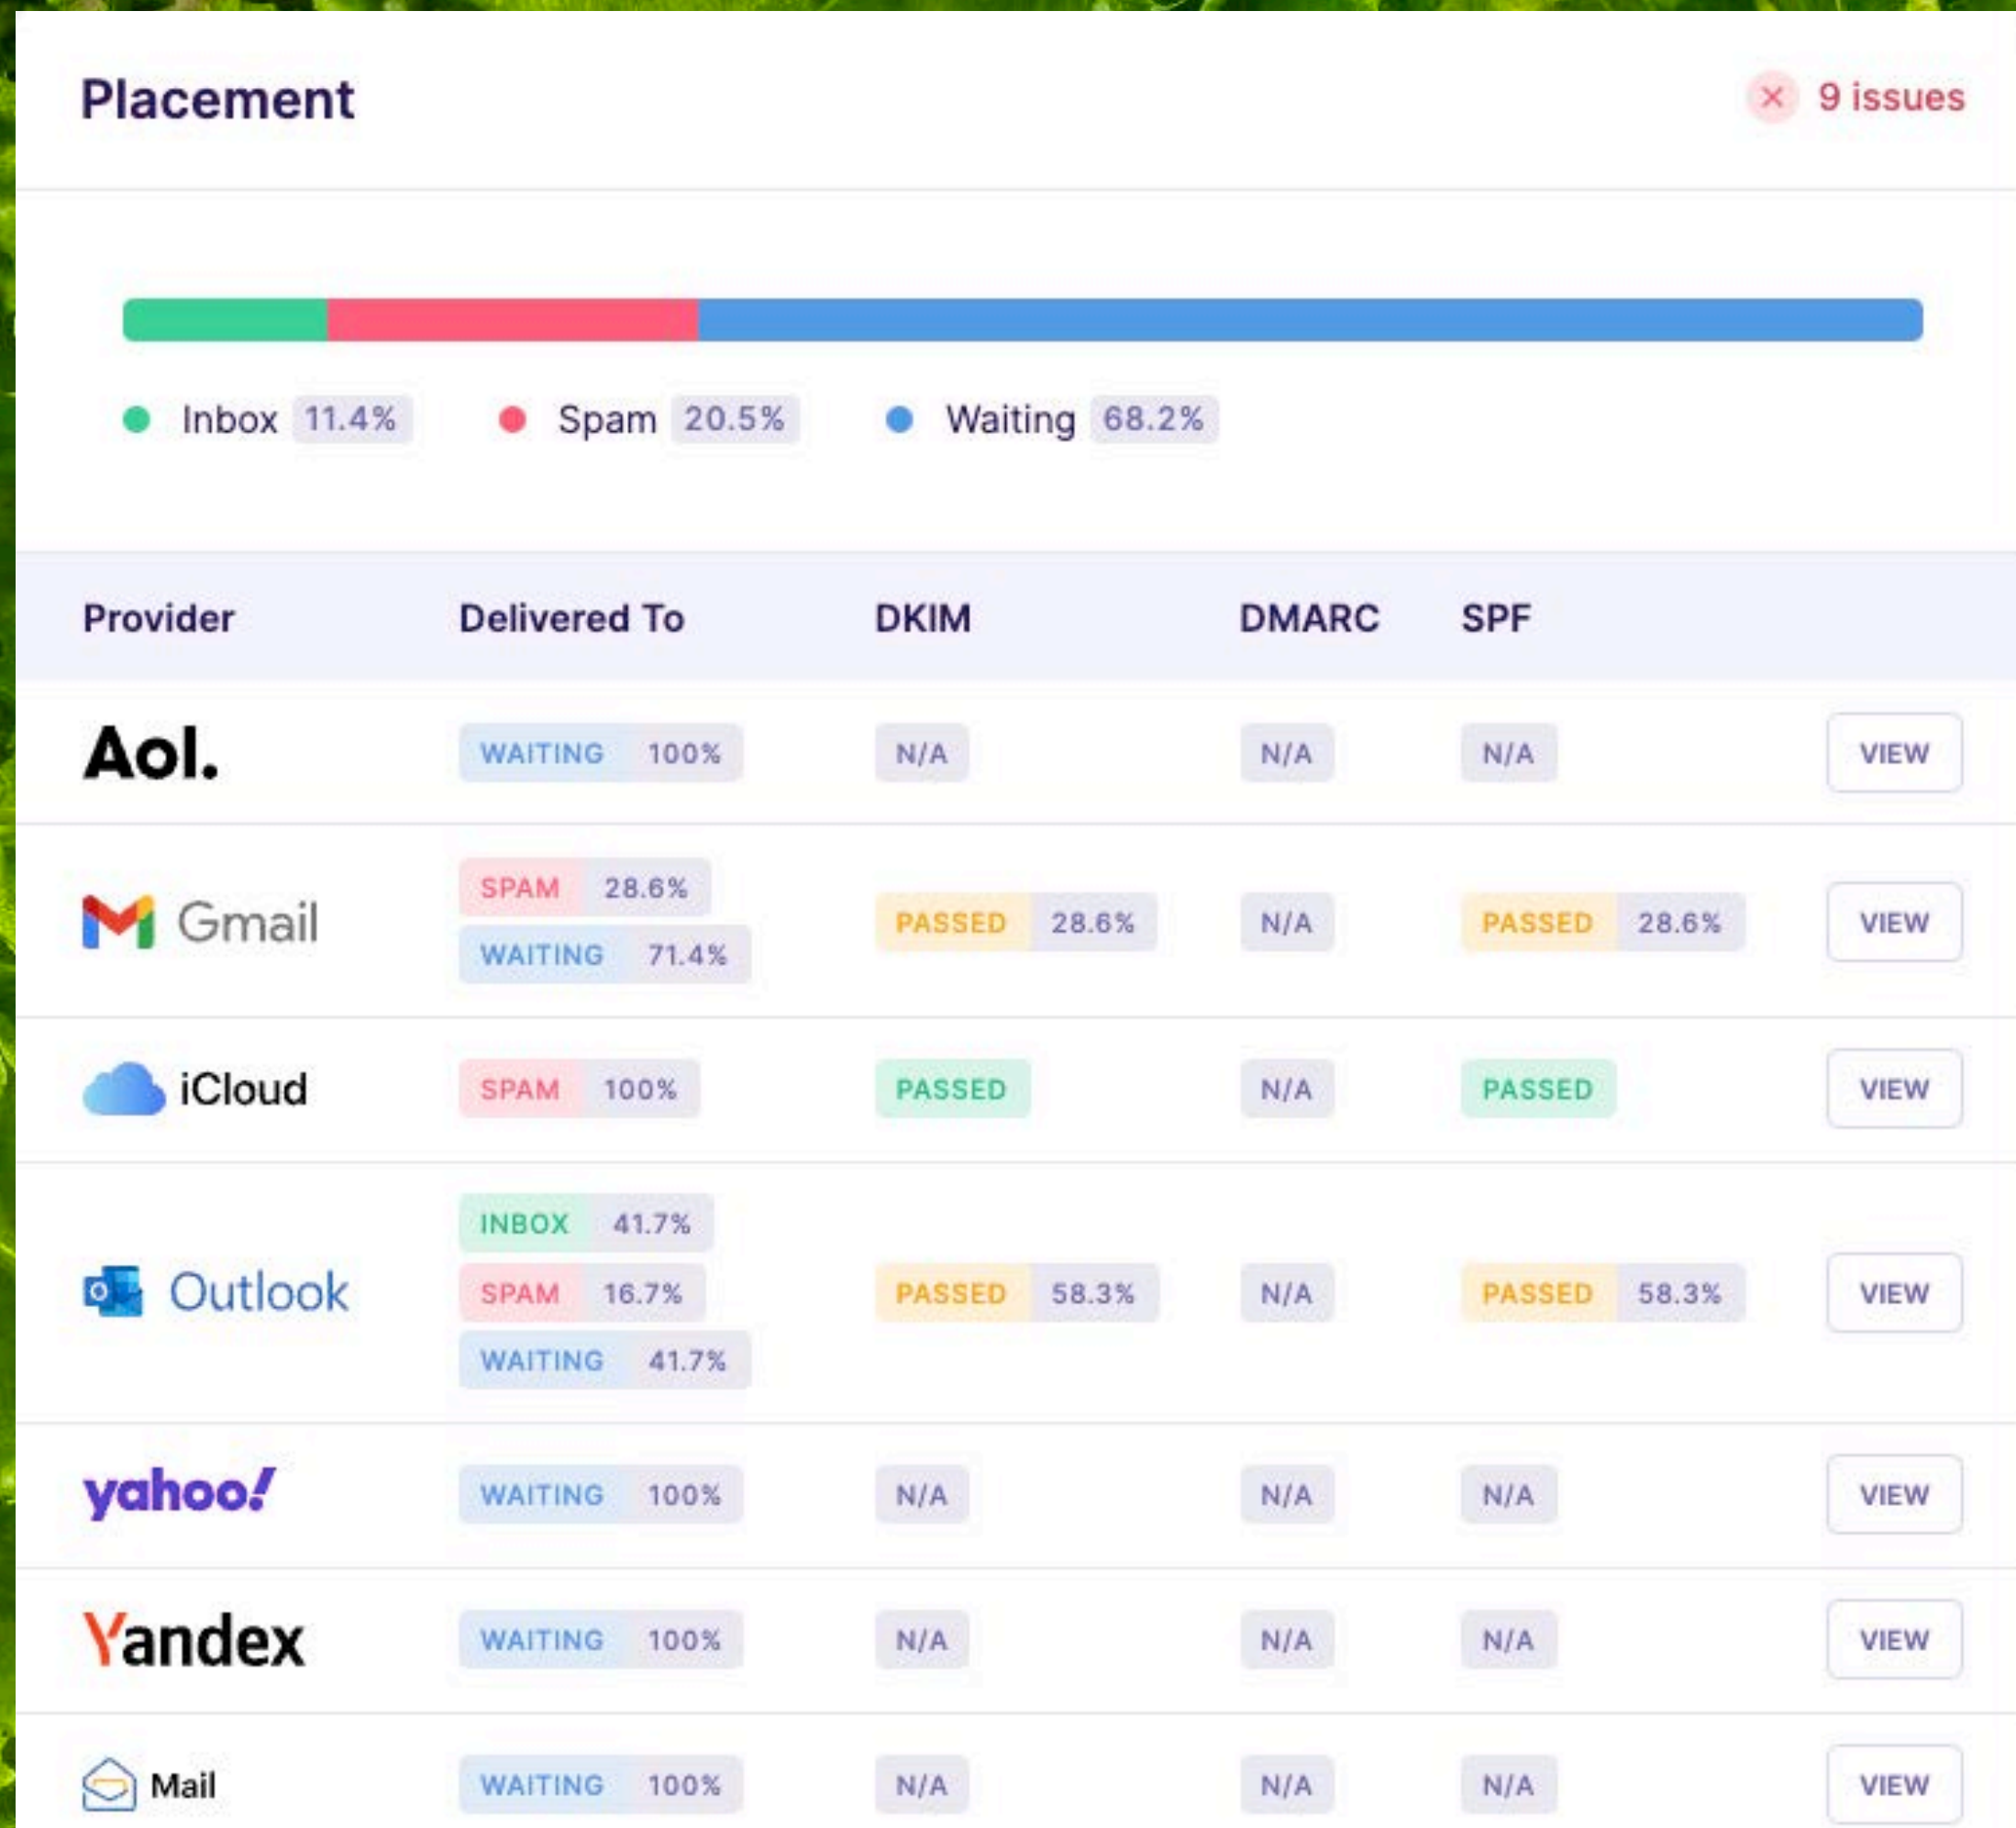 Placement
9 issues
Inbox 11.4% Spam 20.5% Waiting 68.2%
Provider Delivered To DKIM DMARC SPF
Aol. WAITING 100% N/A N/A N/A VIEW
SPAM 28.6%
Gmail PASSED 28.6% N/A PASSED 28.6% VIEW
WAITING 71.4%
iCloud SPAM 100% PASSED N/A PASSED VIEW
INBOX 41.7%
Outlook SPAM 16.7% PASSED 58.3% N/A PASSED 58.3% VIEW
WAITING 41.7%
yahoo! WAITING 100% N/A N/A N/A VIEW
Yandex WAITING 100% N/A N/A N/A VIEW
Mail WAITING 100% N/A N/A N/A VIEW